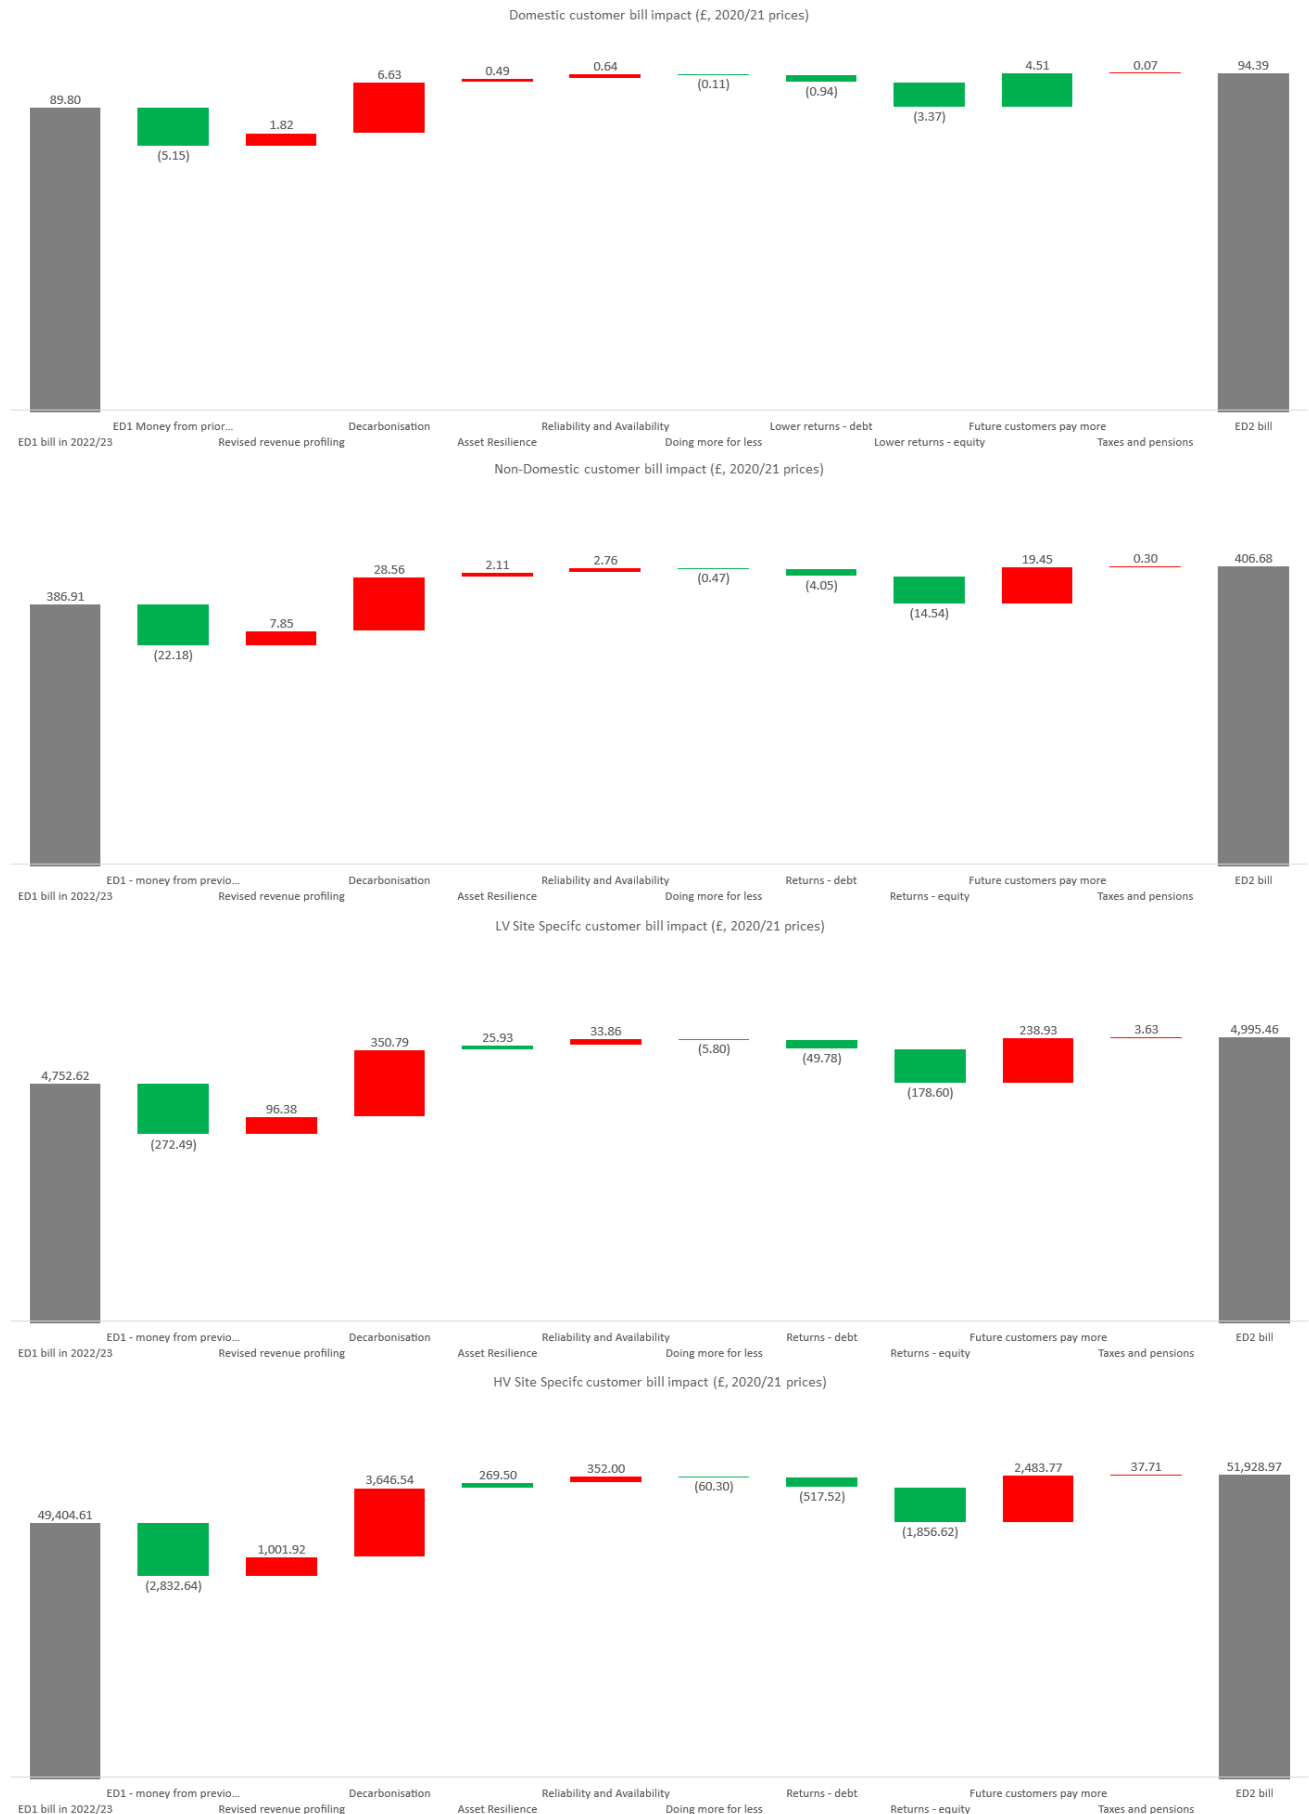 Domestic customer bill impact (£, 2020/21 prices)
89.80
(5.15)
1.82
6.63
0.49
0.64
(0.11)
(0.94)
(3.37)
4.51
0.07
94.39
ED1 bill in 2022/23
ED1 Money from prior...
Revised revenue profiling
Decarbonisation
Asset Resilience
Reliability and Availability
Doing more for less
Lower returns - debt
Lower returns - equity
Future customers pay more
Taxes and pensions
ED2 bill
Non-Domestic customer bill impact (£, 2020/21 prices)
386.91
(22.18)
7.85
28.56
2.11
2.76
(0.47)
(4.05)
(14.54)
19.45
0.30
406.68
ED1 bill in 2022/23
ED1 - money from previo...
Revised revenue profiling
Decarbonisation
Asset Resilience
Reliability and Availability
Doing more for less
Returns - debt
Returns - equity
Future customers pay more
Taxes and pensions
ED2 bill
LV Site Specifc customer bill impact (£, 2020/21 prices)
4,752.62
(272.49)
96.38
350.79
25.93
33.86
(5.80)
(49.78)
(178.60)
238.93
3.63
4,995.46
ED1 bill in 2022/23
ED1 - money from previo...
Revised revenue profiling
Decarbonisation
Asset Resilience
Reliability and Availability
Doing more for less
Returns - debt
Returns - equity
Future customers pay more
Taxes and pensions
ED2 bill
HV Site Specifc customer bill impact (£, 2020/21 prices)
49,404.61
(2,832.64)
1,001.92
3,646.54
269.50
352.00
(60.30)
(517.52)
(1,856.62)
2,483.77
37.71
51,928.97
ED1 bill in 2022/23
ED1 - money from previo...
Revised revenue profiling
Decarbonisation
Asset Resilience
Reliability and Availability
Doing more for less
Returns - debt
Returns - equity
Future customers pay more
Taxes and pensions
ED2 bill